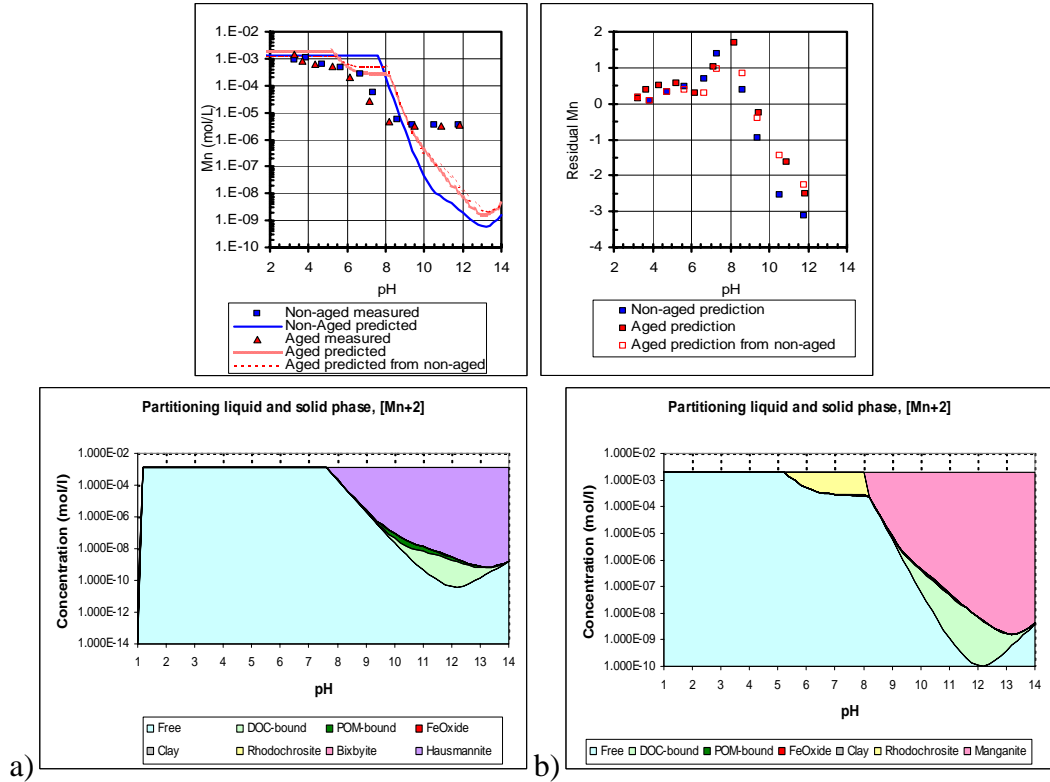 1.E-02
1.E-03
1.E-04
1.E-05
1.E-06
1.E-07
1.E-08
1.E-09
1.E-10
Mn (mol/L)
2 4 6 8 10 12 14
pH
Non-aged measured
Non-Aged predicted
Aged measured
Aged predicted
Aged predicted from non-aged
2
1
0
-1
-2
-3
-4
Residual Mn
2 4 6 8 10 12 14
pH
Non-aged prediction
Aged prediction
Aged prediction from non-aged
Partitioning liquid and solid phase, [Mn+2]
1.000E-02
1.000E-04
1.000E-06
1.000E-08
1.000E-10
1.000E-12
1.000E-14
Concentration (mol/l)
1 2 3 4 5 6 7 8 9 10 11 12 13 14
pH
Free DOC-bound POM-bound FeOxide
Clay Rhodochrosite Bixbyite Hausmannite
a)
Partitioning liquid and solid phase, [Mn+2]
1.000E-02
1.000E-03
1.000E-04
1.000E-05
1.000E-06
1.000E-07
1.000E-08
1.000E-09
1.000E-10
Concentration (mol/l)
1 2 3 4 5 6 7 8 9 10 11 12 13 14
pH
Free DOC-bound POM-bound FeOxide Clay Rhodochrosite Manganite
b)